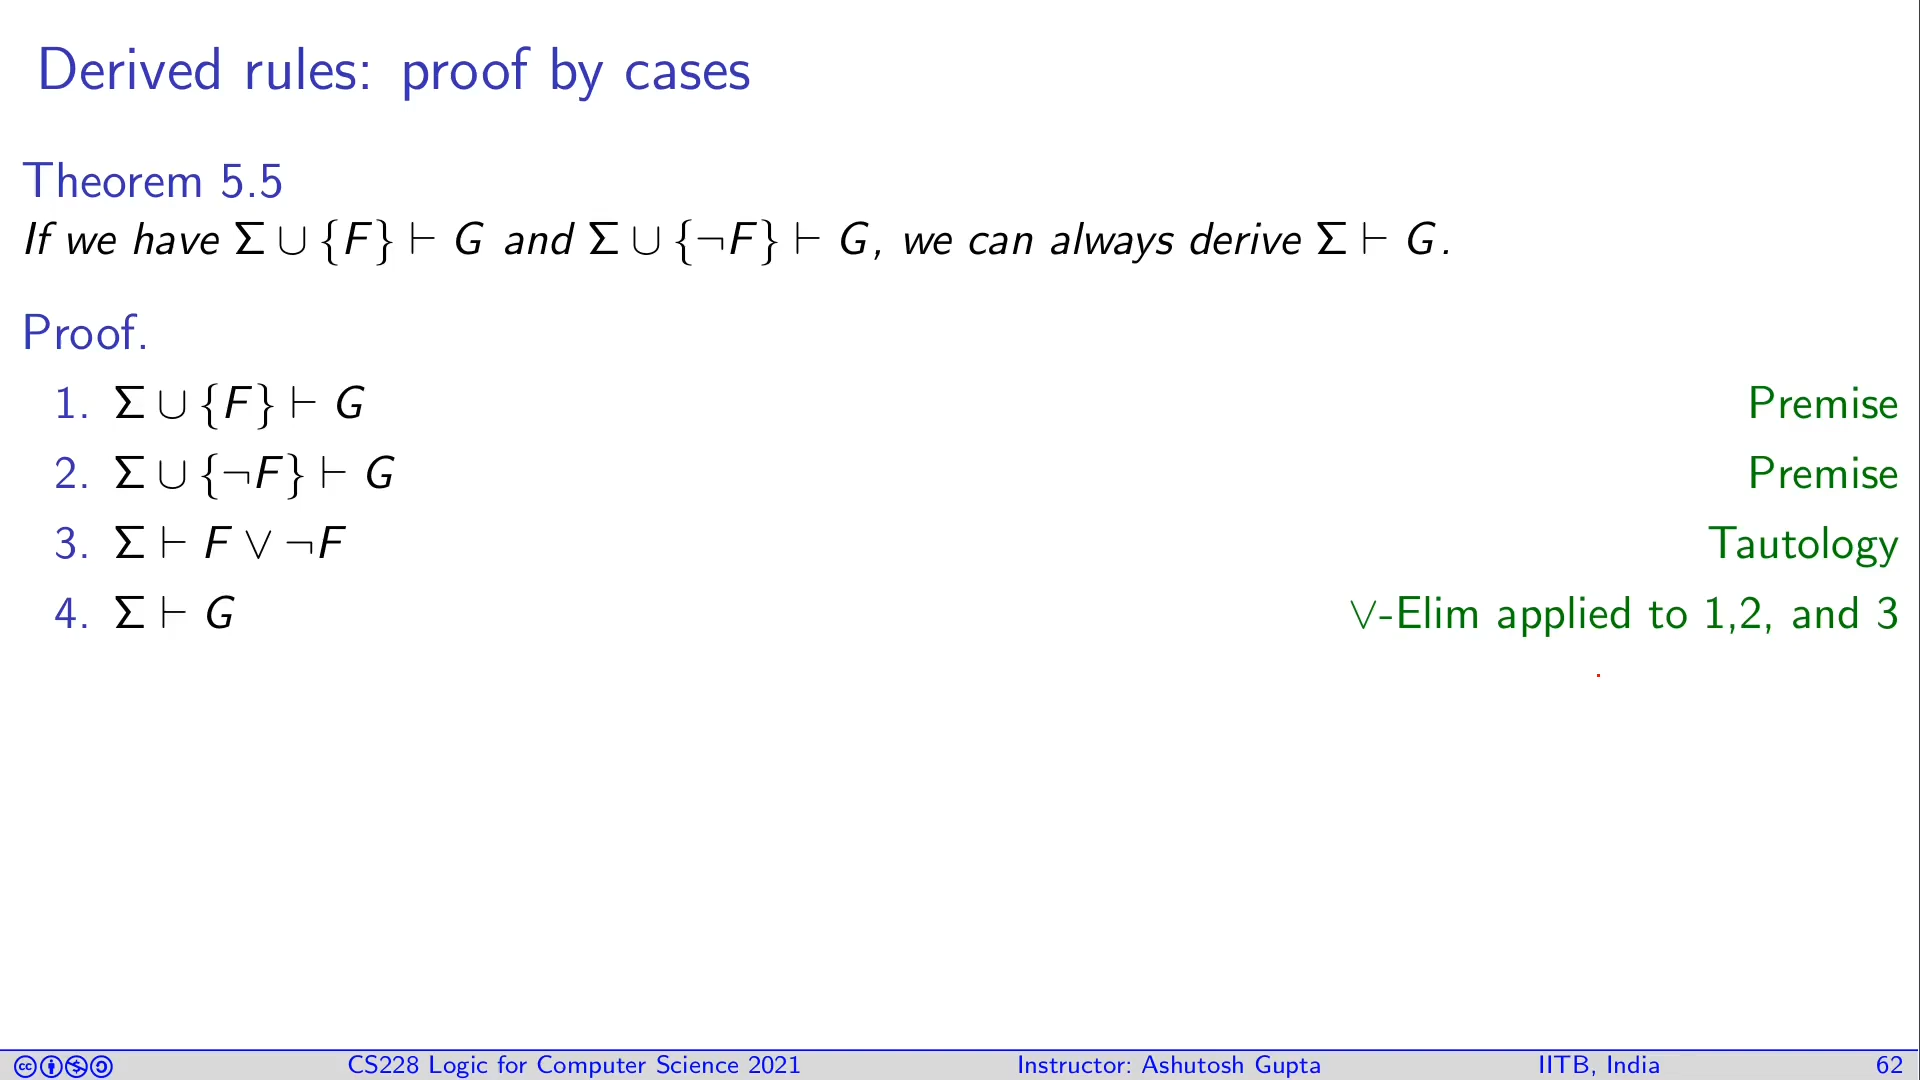 Derived rules: proof by cases
Theorem 5.5
If we have Σ ∪ {F} ⊢ G and Σ ∪ {¬F} ⊢ G, we can always derive Σ ⊢ G.
Proof.
1. Σ ∪ {F} ⊢ G Premise
2. Σ ∪ {¬F} ⊢ G Premise
3. Σ ⊢ F ∨ ¬F Tautology
4. Σ ⊢ G ∨-Elim applied to 1,2, and 3
CS228 Logic for Computer Science 2021 Instructor: Ashutosh Gupta IITB, India 62